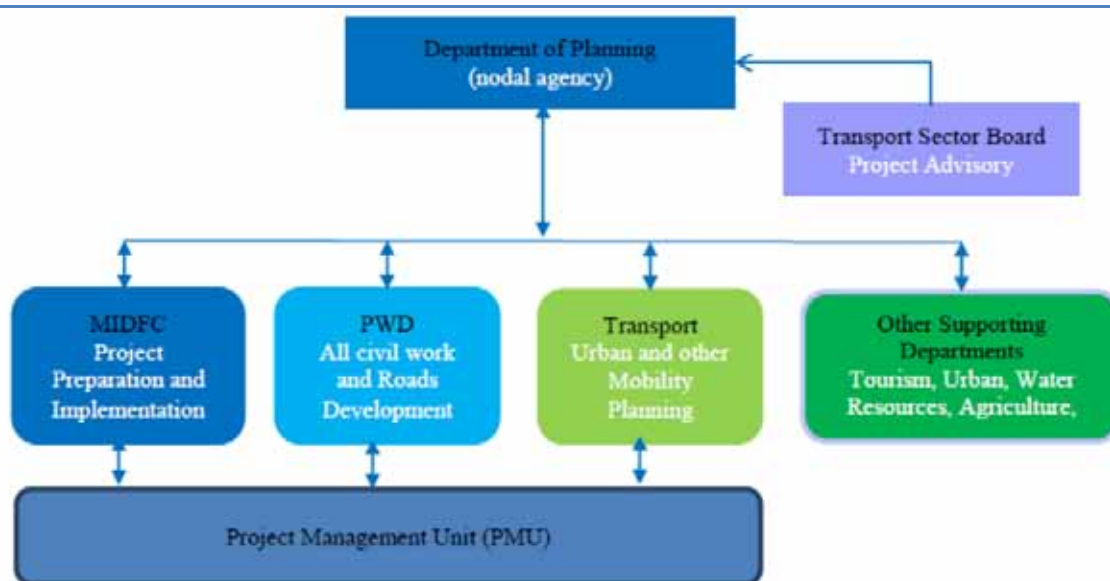 Department of Planning
(nodal agency)
Transport Sector Board
Project Advisory
MIDFC
Project
Preparation and
Implementation
PWD
All civil work
and Roads
Development
Transport
Urban and other
Mobility
Planning
Other Supporting
Departments
Tourism, Urban, Water
Resources, Agriculture,
Project Management Unit (PMU)